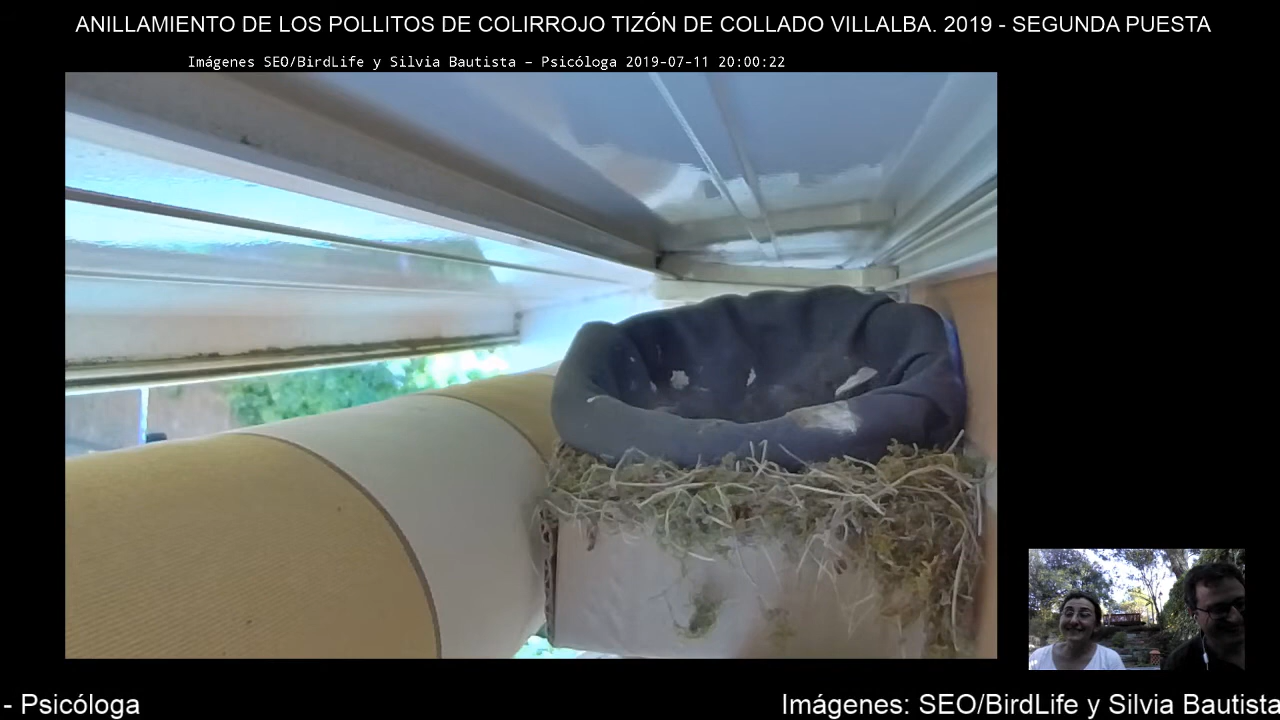 ANILLAMIENTO DE LOS POLLITOS DE COLIRROJO TIZÓN DE COLLADO VILLALBA. 2019 - SEGUNDA PUESTA
Imágenes SEO/BirdLife y Silvia Bautista – Psicóloga 2019-07-11 20:00:22
- Psicóloga
Imágenes: SEO/BirdLife y Silvia Bautista